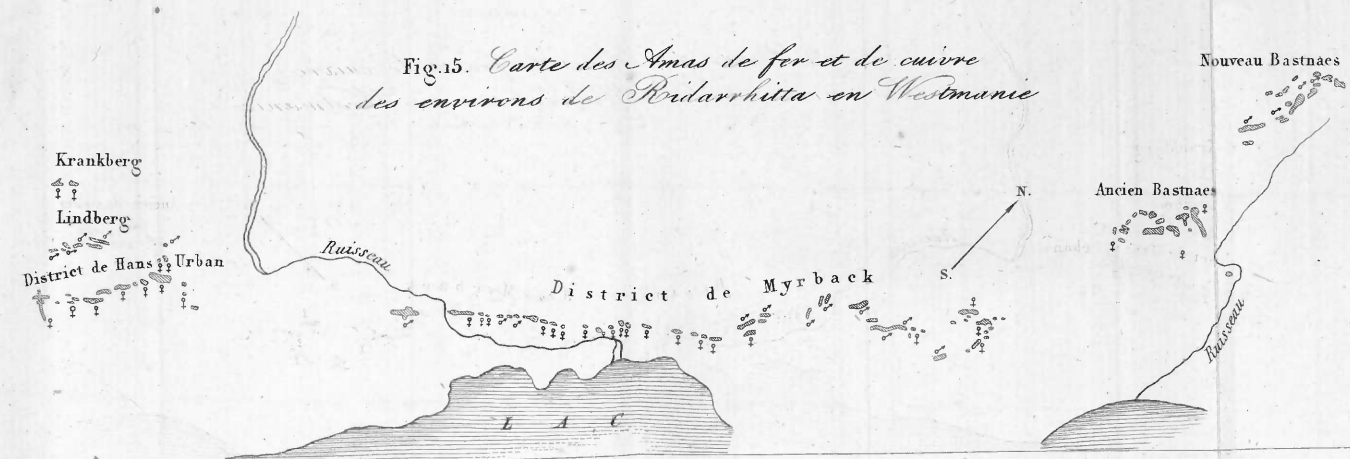 Fig.15. Carte des Amas de fer et de cuivre
des environs de Ridarrhitta en Westmanie
Nouveau Bastnaes
Krankberg
Lindberg
District de Hans Urban
Ruisseau
District de Myrback
N.
S.
Ancien Bastnaes
Ruisseau
LAC